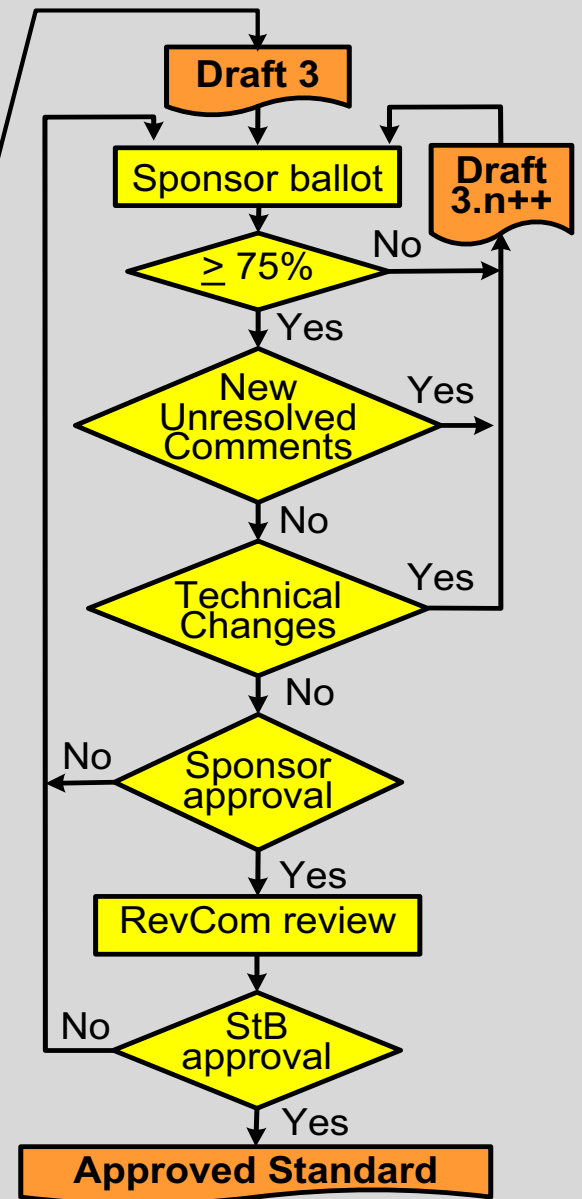 Draft 3
Sponsor ballot
Draft
3.n++
≥ 75%
No
Yes
New
Unresolved
Comments
Yes
No
Technical
Changes
Yes
No
Sponsor
approval
No
Yes
RevCom review
StB
approval
No
Yes
Approved Standard